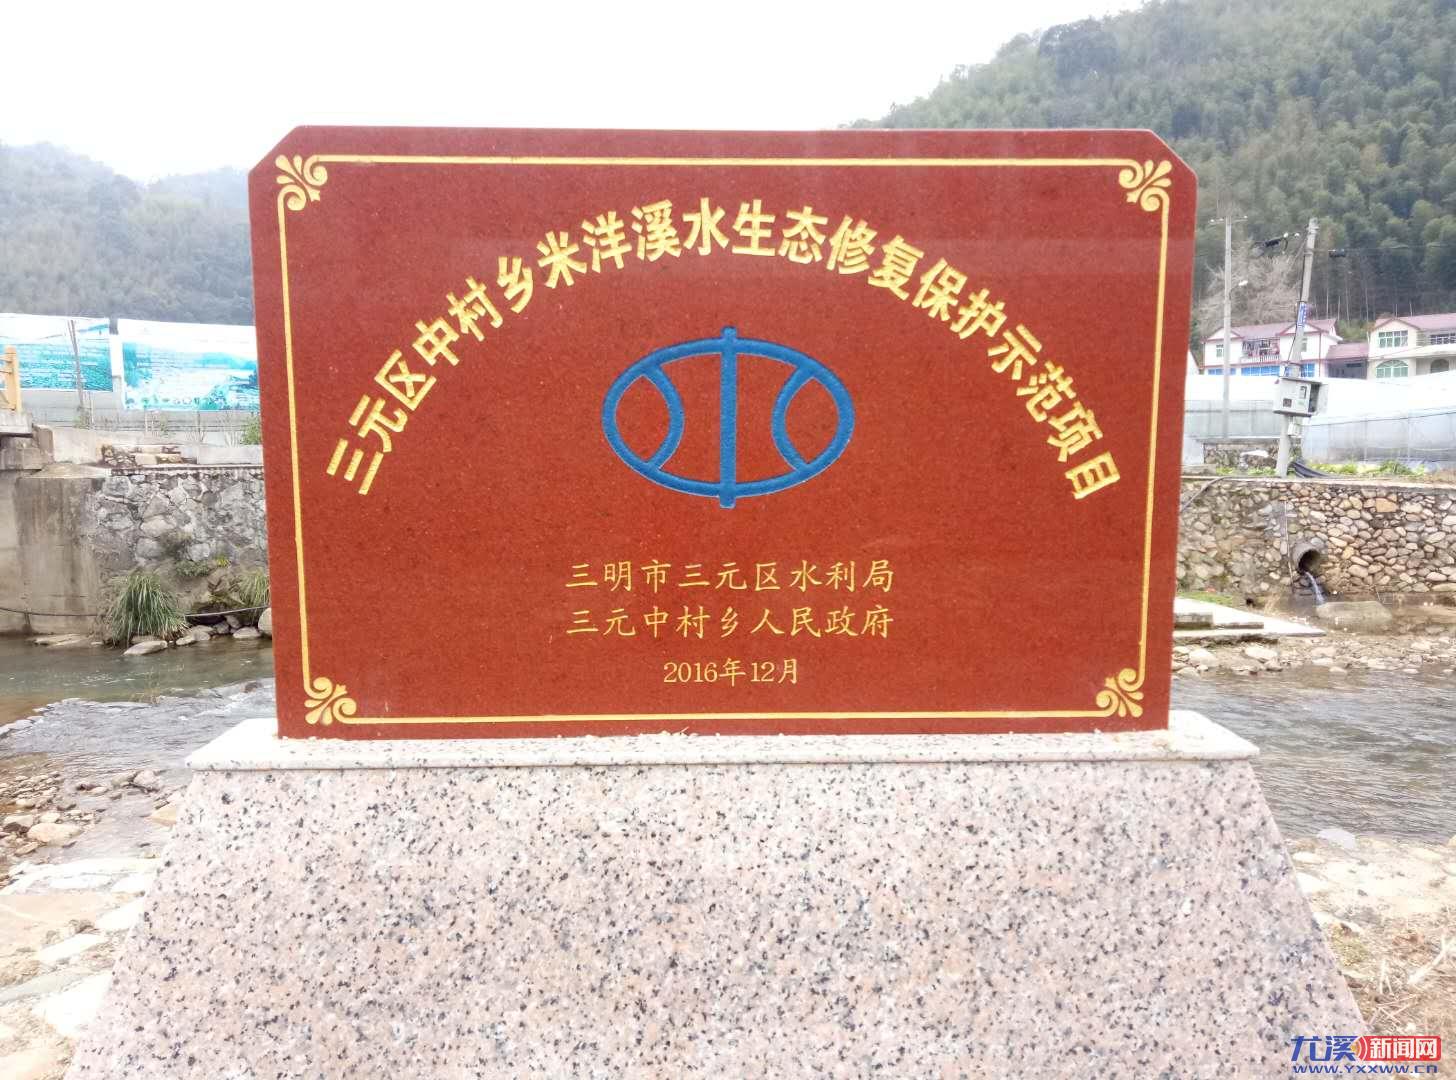 三元区中村乡米洋溪水生态修复保护示范项目
三明市三元区水利局
三元中村乡人民政府
2016年12月
尤溪新闻网
www.YXXWW.CN